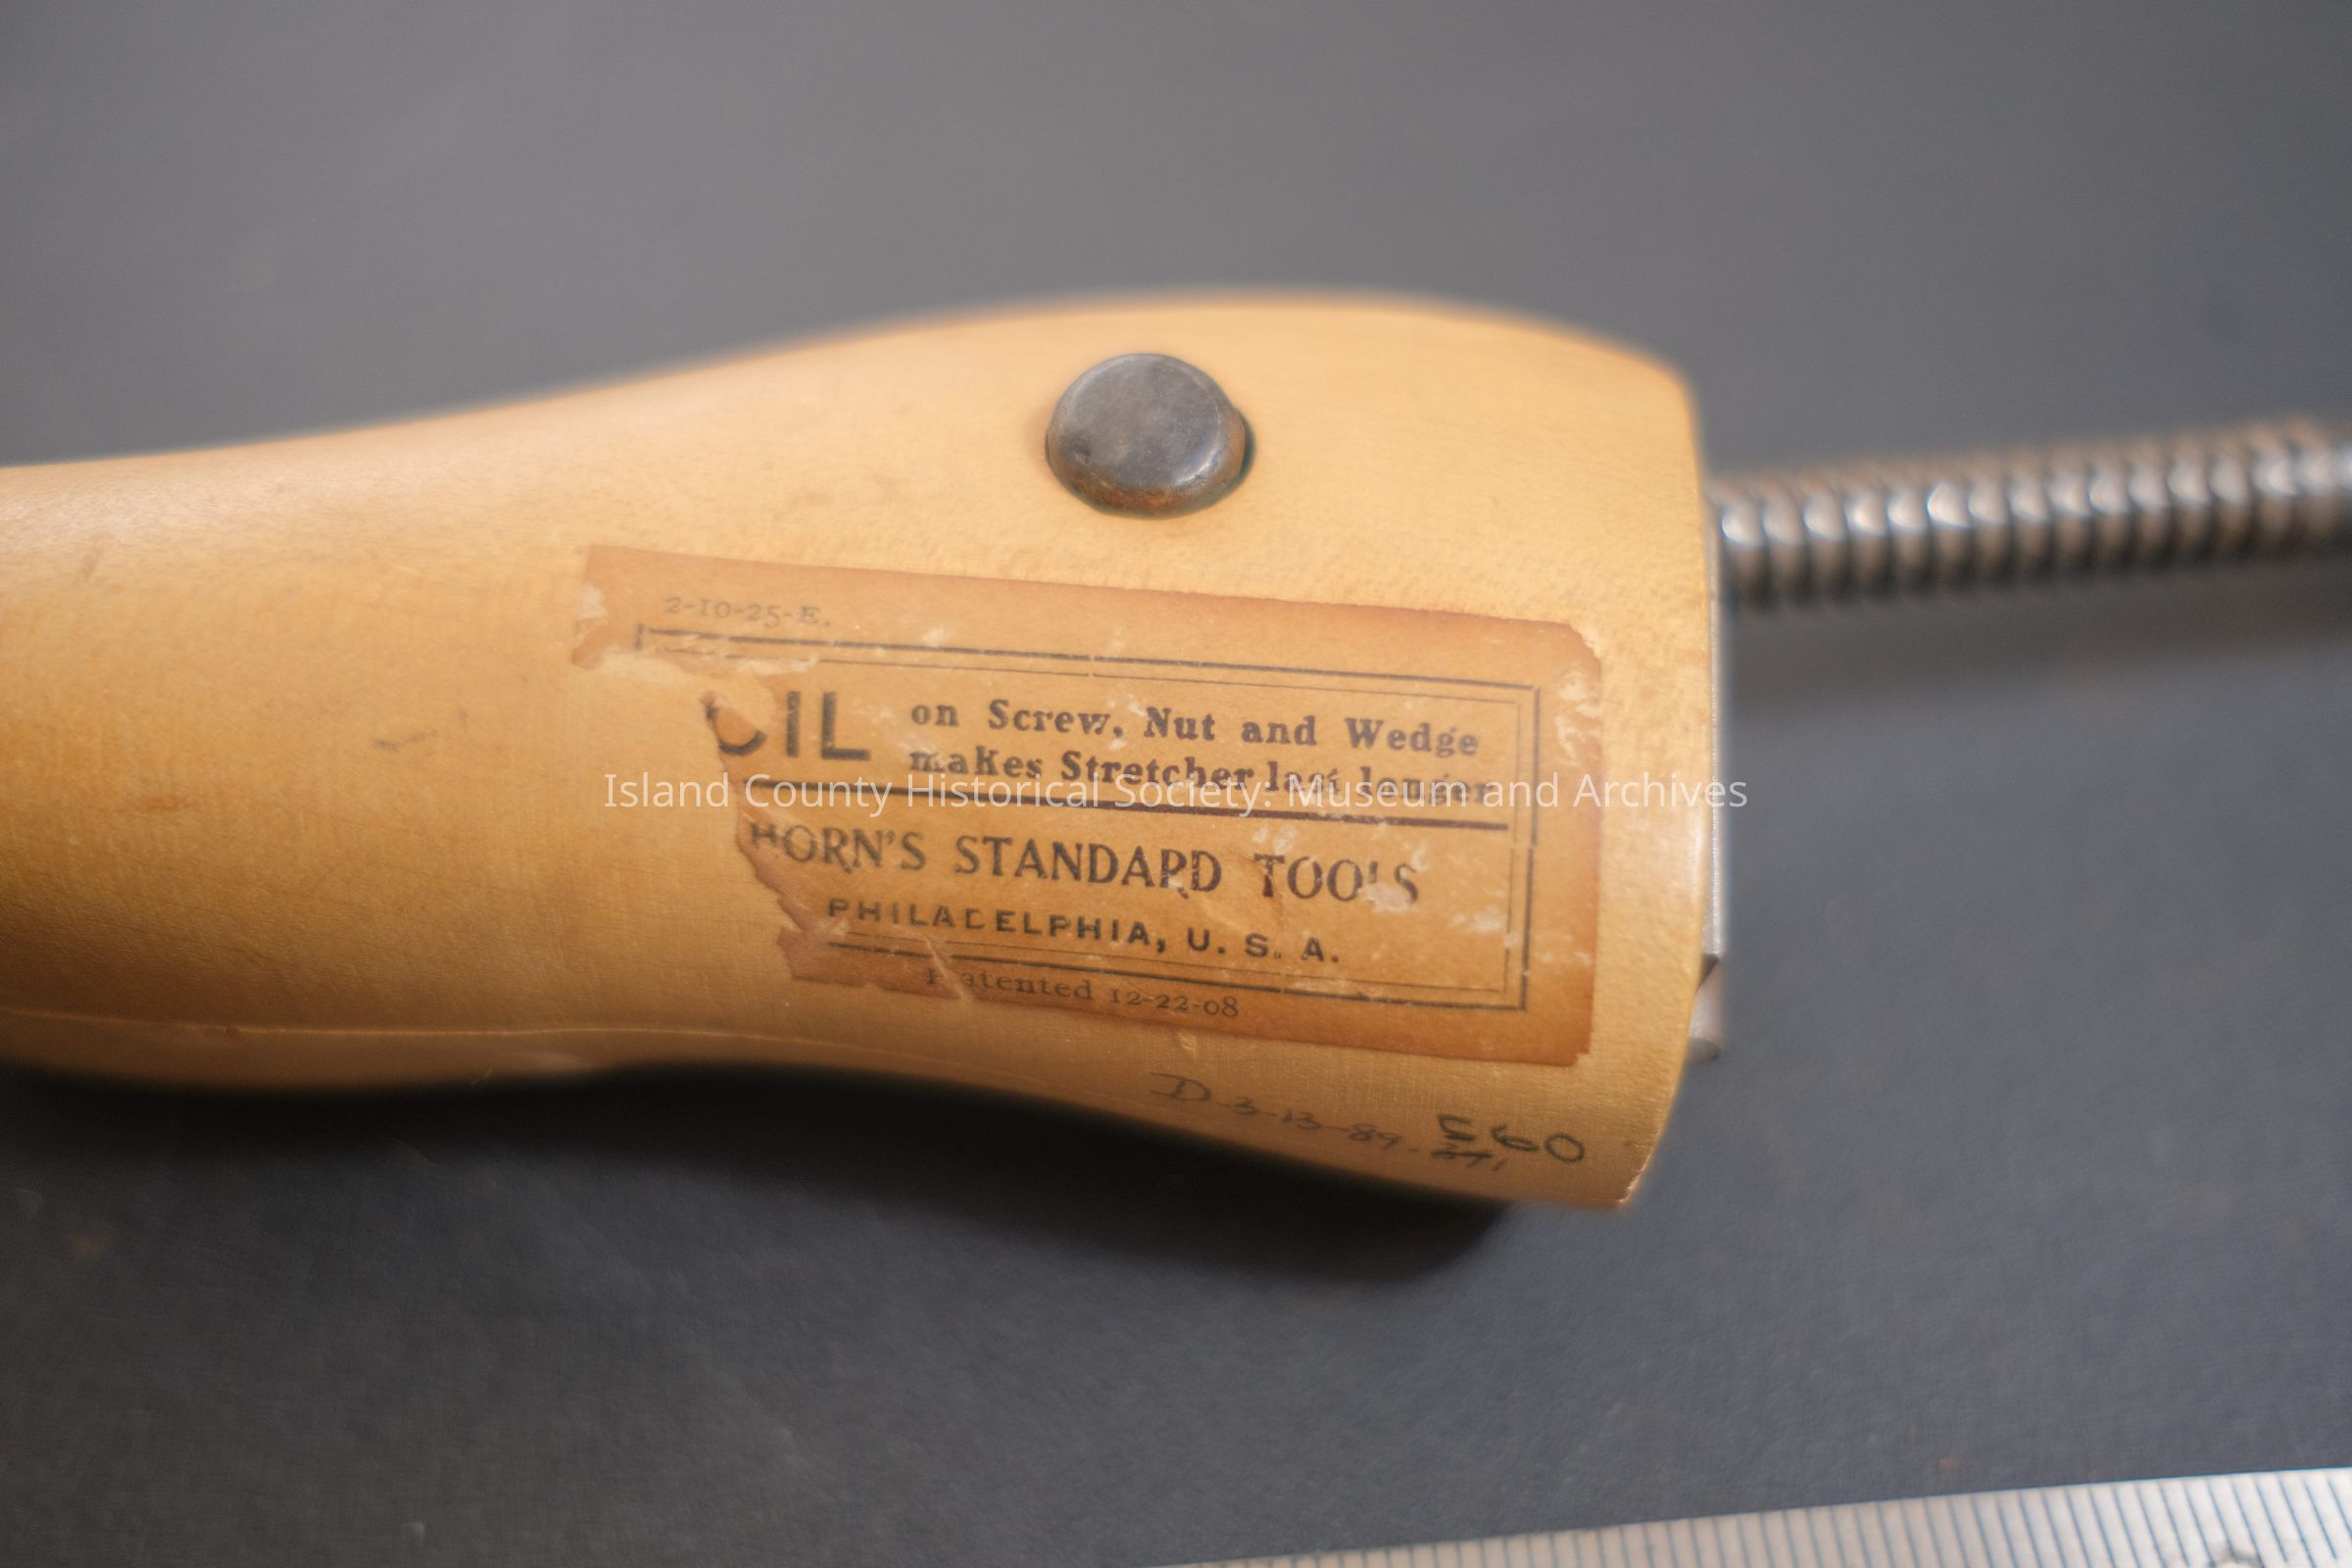 2-10-25-E.
OIL on Screw, Nut and Wedge
makes Stretcher last longer
Island County Historical Society: Museum and Archives
HORN'S STANDARD TOOLS
PHILADELPHIA, U. S. A.
Patented 12-22-08
D-3-13-89-
560